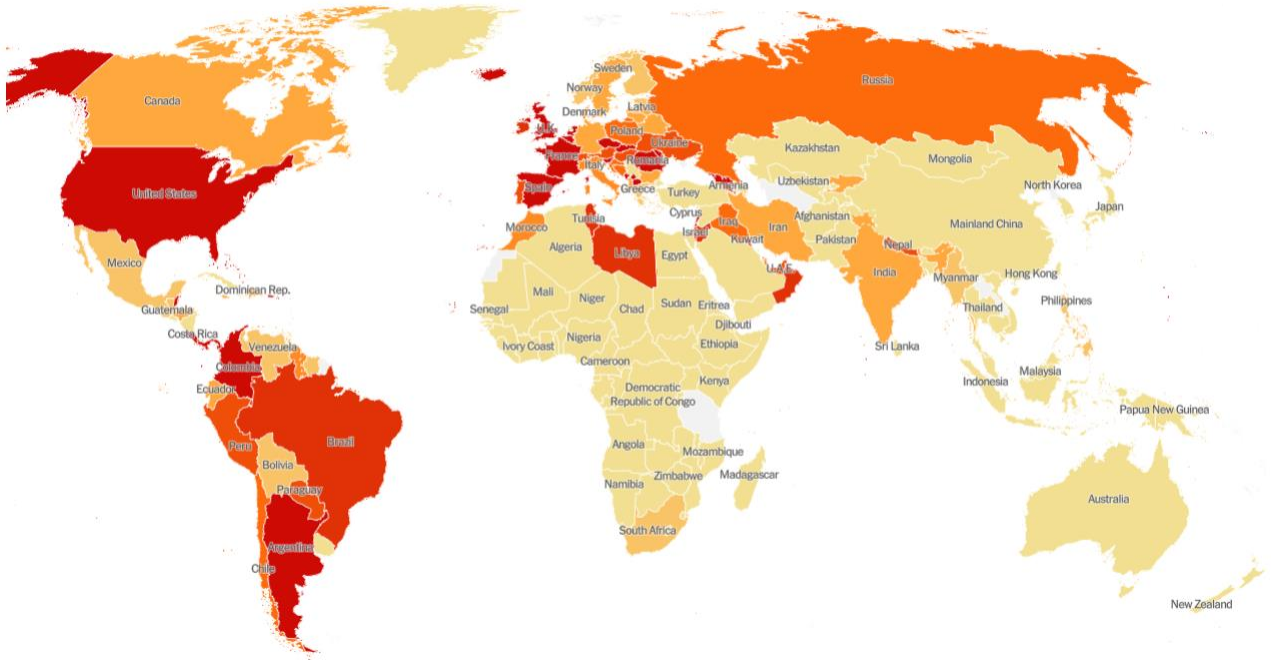 Sweden
Norway
Russia
Canada
Denmark
Latvia
U.K.
Poland
Ukraine
Kazakhstan
Mongolia
France
Italy
Romania
United States
Spain
Greece
Turkey
Armenia
Uzbekistan
North Korea
Japan
Morocco
Tunisia
Cyprus
Israel
Iraq
Iran
Afghanistan
Mainland China
Mexico
Algeria
Libya
Egypt
Kuwait
Pakistan
Nepal
Dominican Rep.
Mali
Niger
Chad
Sudan
Eritrea
U.A.E.
India
Myanmar
Hong Kong
Guatemala
Senegal
Djibouti
Thailand
Philippines
Costa Rica
Venezuela
Ivory Coast
Nigeria
Ethiopia
Sri Lanka
Colombia
Cameroon
Malaysia
Ecuador
Democratic
Republic of Congo
Kenya
Indonesia
Papua New Guinea
Peru
Brazil
Angola
Mozambique
Bolivia
Zimbabwe
Madagascar
Paraguay
Namibia
Australia
South Africa
Argentina
Chile
New Zealand